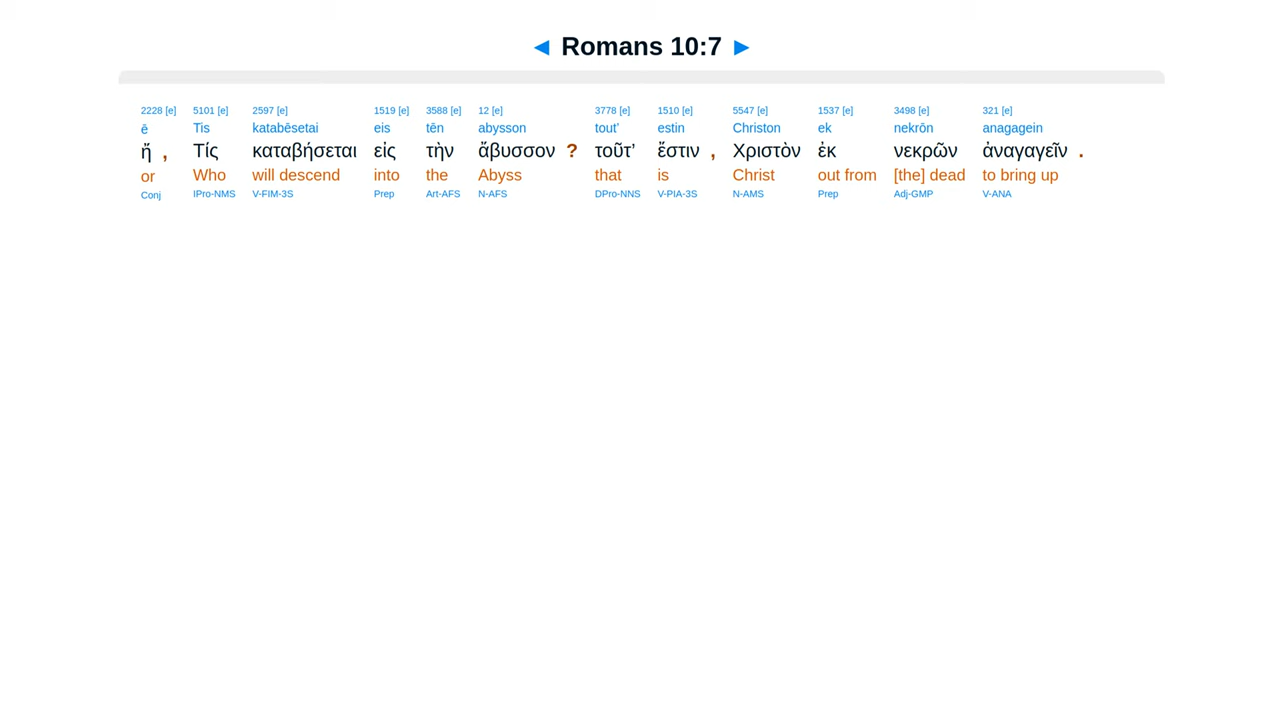 ◄ Romans 10:7 ►
2228 [e] 5101 [e] 2597 [e] 1519 [e] 3588 [e] 12 [e] 3778 [e] 1510 [e] 5547 [e] 1537 [e] 3498 [e] 321 [e]
ē Tis katabēsetai eis tēn abysson tout’ estin Christon ek nekrōn anagagein
ἤ , Τίς καταβήσεται εἰς τὴν ἄβυσσον ? τοῦτ’ ἔστιν , Χριστὸν ἐκ νεκρῶν ἀναγαγεῖν .
or Who will descend into the Abyss that is Christ out from [the] dead to bring up
Conj IPro-NMS V-FIM-3S Prep Art-AFS N-AFS DPro-NNS V-PIA-3S N-AMS Prep Adj-GMP V-ANA